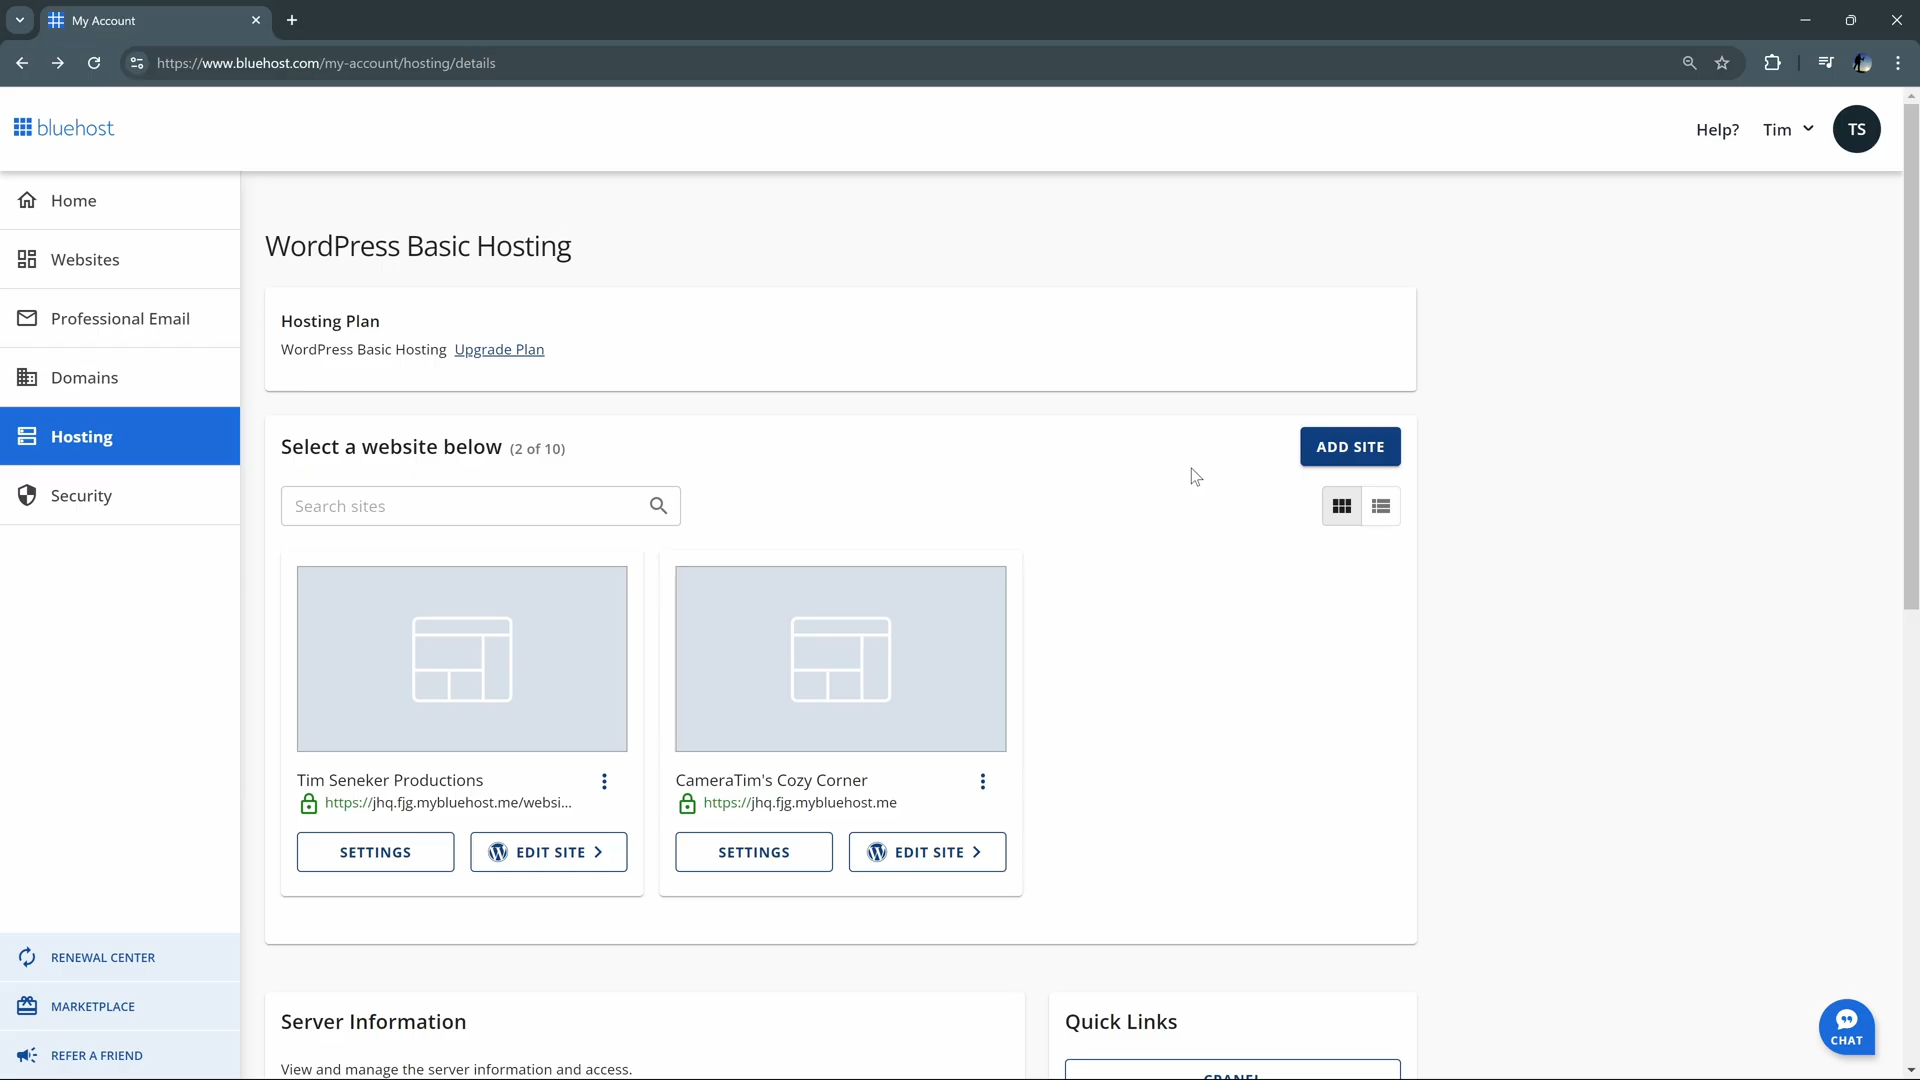 My Account
https://www.bluehost.com/my-account/hosting/details
bluehost
Help?
Tim
TS
Home
Websites
Professional Email
Domains
Hosting
Security
RENEWAL CENTER
MARKETPLACE
REFER A FRIEND
WordPress Basic Hosting
Hosting Plan
WordPress Basic Hosting Upgrade Plan
Select a website below (2 of 10)
ADD SITE
Search sites
Tim Seneker Productions
https://jhq.fjg.mybluehost.me/websi...
SETTINGS
EDIT SITE
CameraTim's Cozy Corner
https://jhq.fjg.mybluehost.me
SETTINGS
EDIT SITE
Server Information
View and manage the server information and access.
Quick Links
CPANEL
CHAT